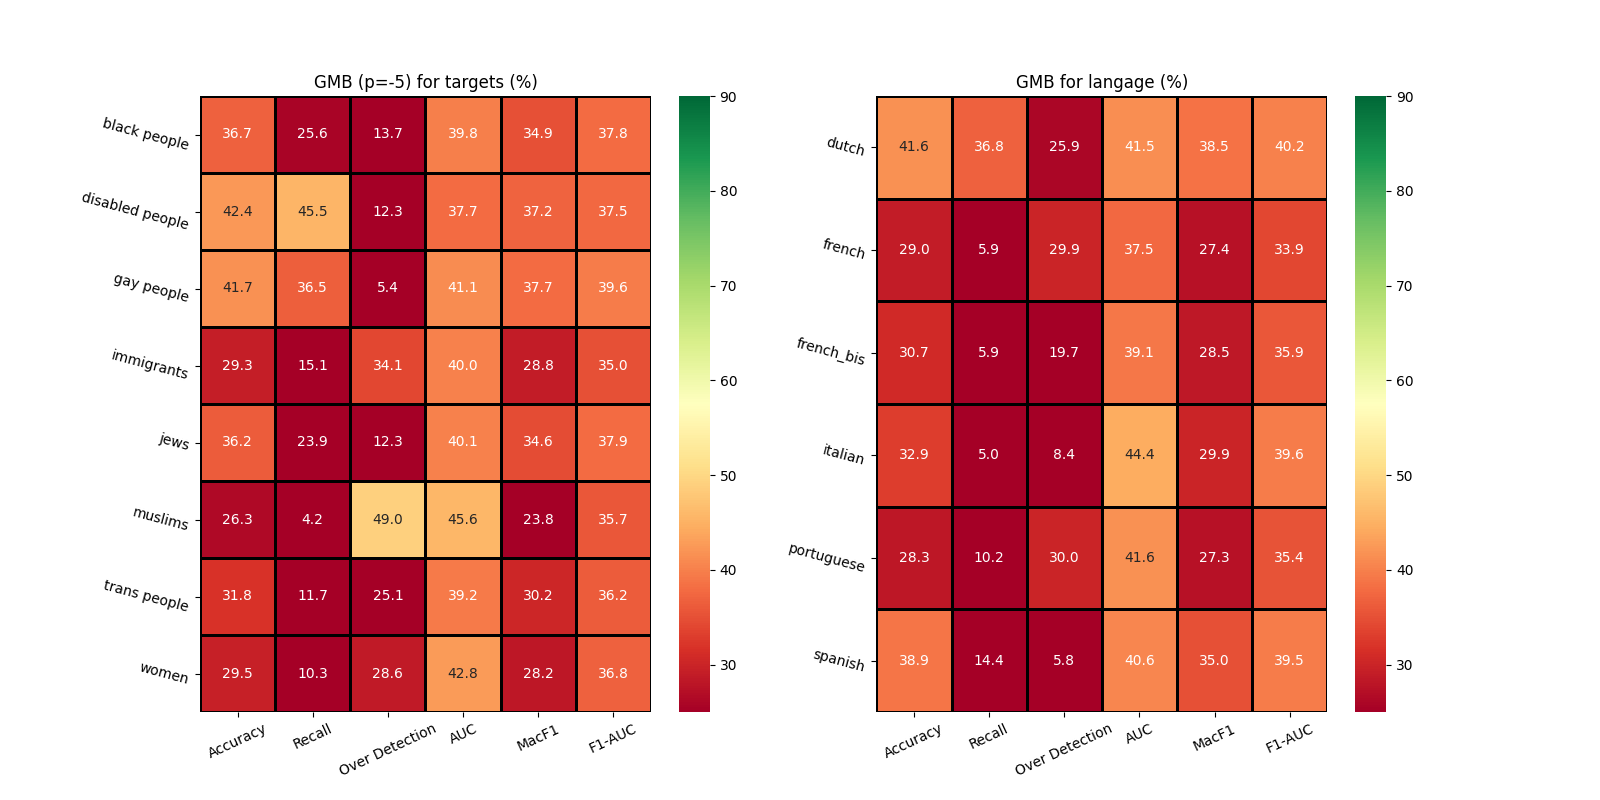 GMB (p=-5) for targets (%)
black people 36.7 25.6 13.7 39.8 34.9 37.8
disabled people 42.4 45.5 12.3 37.7 37.2 37.5
gay people 41.7 36.5 5.4 41.1 37.7 39.6
immigrants 29.3 15.1 34.1 40.0 28.8 35.0
jews 36.2 23.9 12.3 40.1 34.6 37.9
muslims 26.3 4.2 49.0 45.6 23.8 35.7
trans people 31.8 11.7 25.1 39.2 30.2 36.2
women 29.5 10.3 28.6 42.8 28.2 36.8
Accuracy Recall Over Detection AUC MacF1 F1-AUC
90
80
70
60
50
40
30
GMB for langage (%)
dutch 41.6 36.8 25.9 41.5 38.5 40.2
french 29.0 5.9 29.9 37.5 27.4 33.9
french_bis 30.7 5.9 19.7 39.1 28.5 35.9
italian 32.9 5.0 8.4 44.4 29.9 39.6
portuguese 28.3 10.2 30.0 41.6 27.3 35.4
spanish 38.9 14.4 5.8 40.6 35.0 39.5
Accuracy Recall Over Detection AUC MacF1 F1-AUC
90
80
70
60
50
40
30